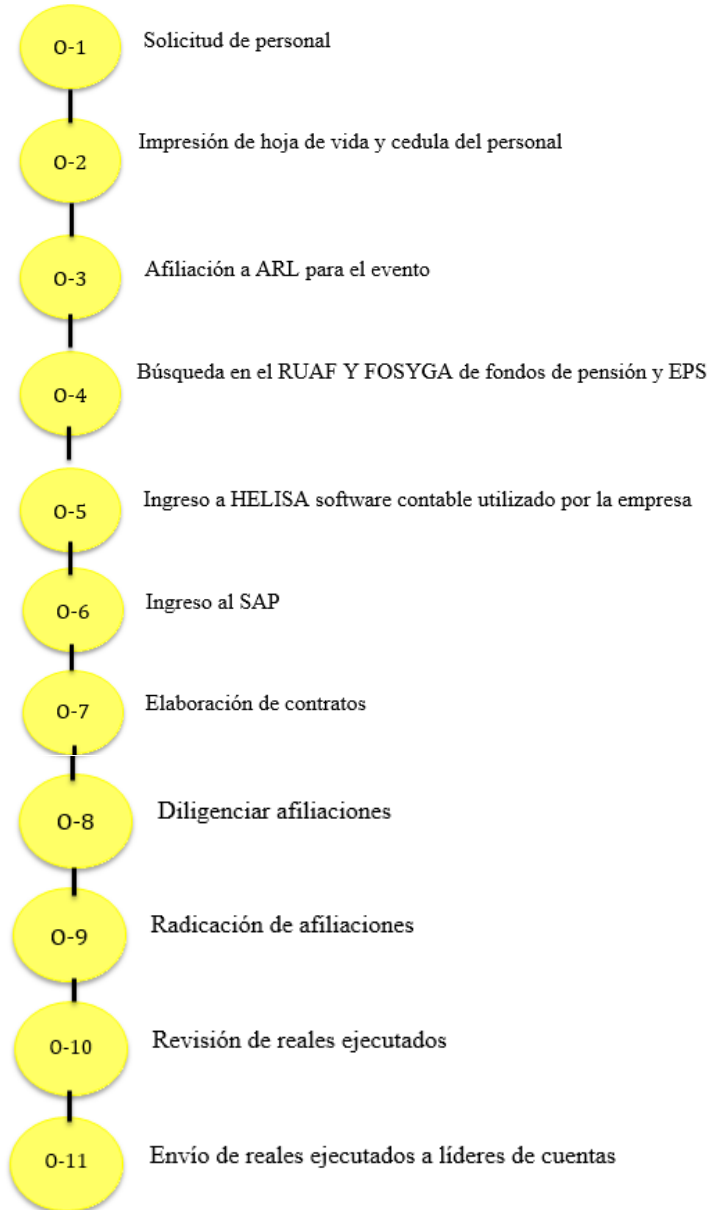 O-1 Solicitud de personal
O-2 Impresión de hoja de vida y cedula del personal
O-3 Afiliación a ARL para el evento
O-4 Búsqueda en el RUAF Y FOSYGA de fondos de pensión y EPS
O-5 Ingreso a HELISA software contable utilizado por la empresa
O-6 Ingreso al SAP
O-7 Elaboración de contratos
O-8 Diligenciar afiliaciones
O-9 Radicación de afiliaciones
O-10 Revisión de reales ejecutados
O-11 Envío de reales ejecutados a líderes de cuentas